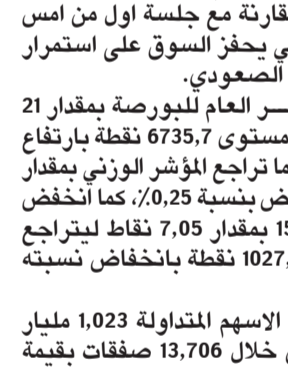 قارنة مع جلسة اول من امس
ي يحفز السوق على استمرار
الصعودي.
ـر العام للبورصة بمقدار 21
مستوى 6735,7 نقطة بارتفاع
ما تراجع المؤشر الوزني بمقدار
ض بنسبة 0,25٪، كما انخفض
15 بمقدار 7,05 نقاط ليتراجع
1027, نقطة بانخفاض نسبته
الاسهم المتداولة 1,023 مليار
خلال 13,706 صفقات بقيمة